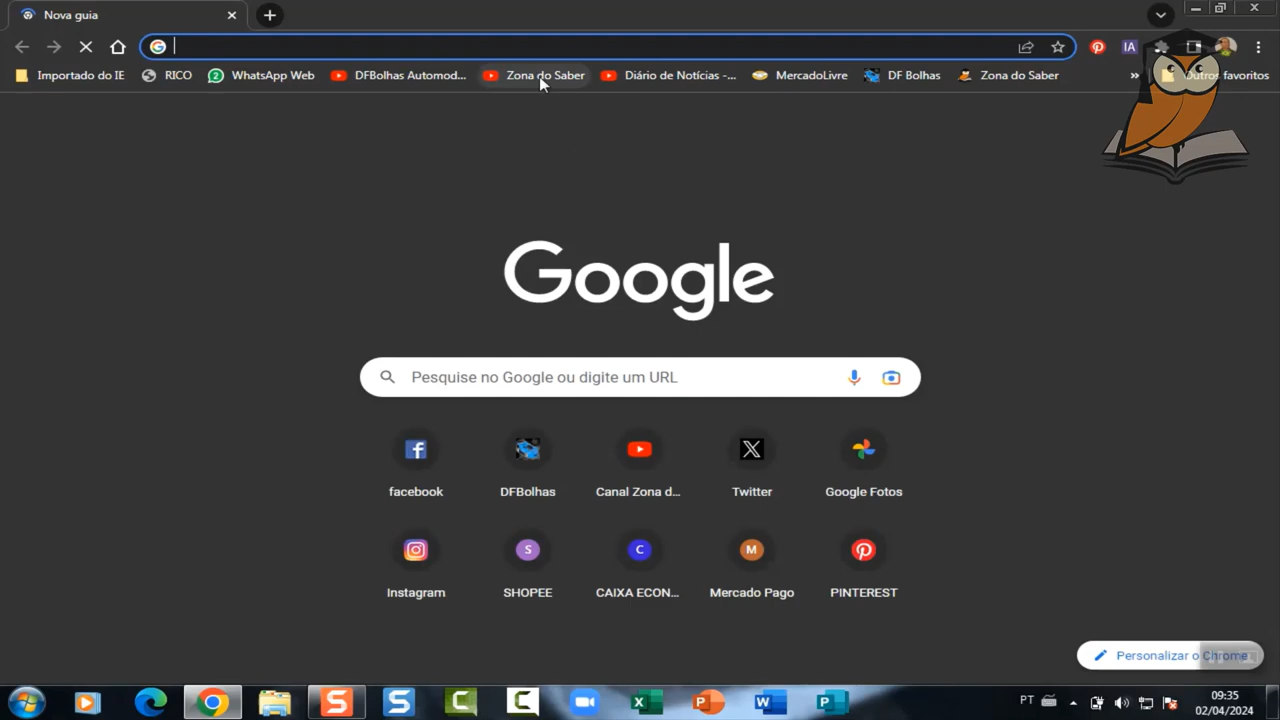 Nova guia
Importado do IE
RICO
WhatsApp Web
DFBolhas Automod...
Zona do Saber
Diário de Notícias -...
MercadoLivre
DF Bolhas
Zona do Saber
»
Outros favoritos
IA
Google
Pesquise no Google ou digite um URL
facebook
DFBolhas
Canal Zona d...
Twitter
Google Fotos
S
C
M
Instagram
SHOPEE
CAIXA ECON...
Mercado Pago
PINTEREST
Personalizar o Chrome
PT
09:35
02/04/2024